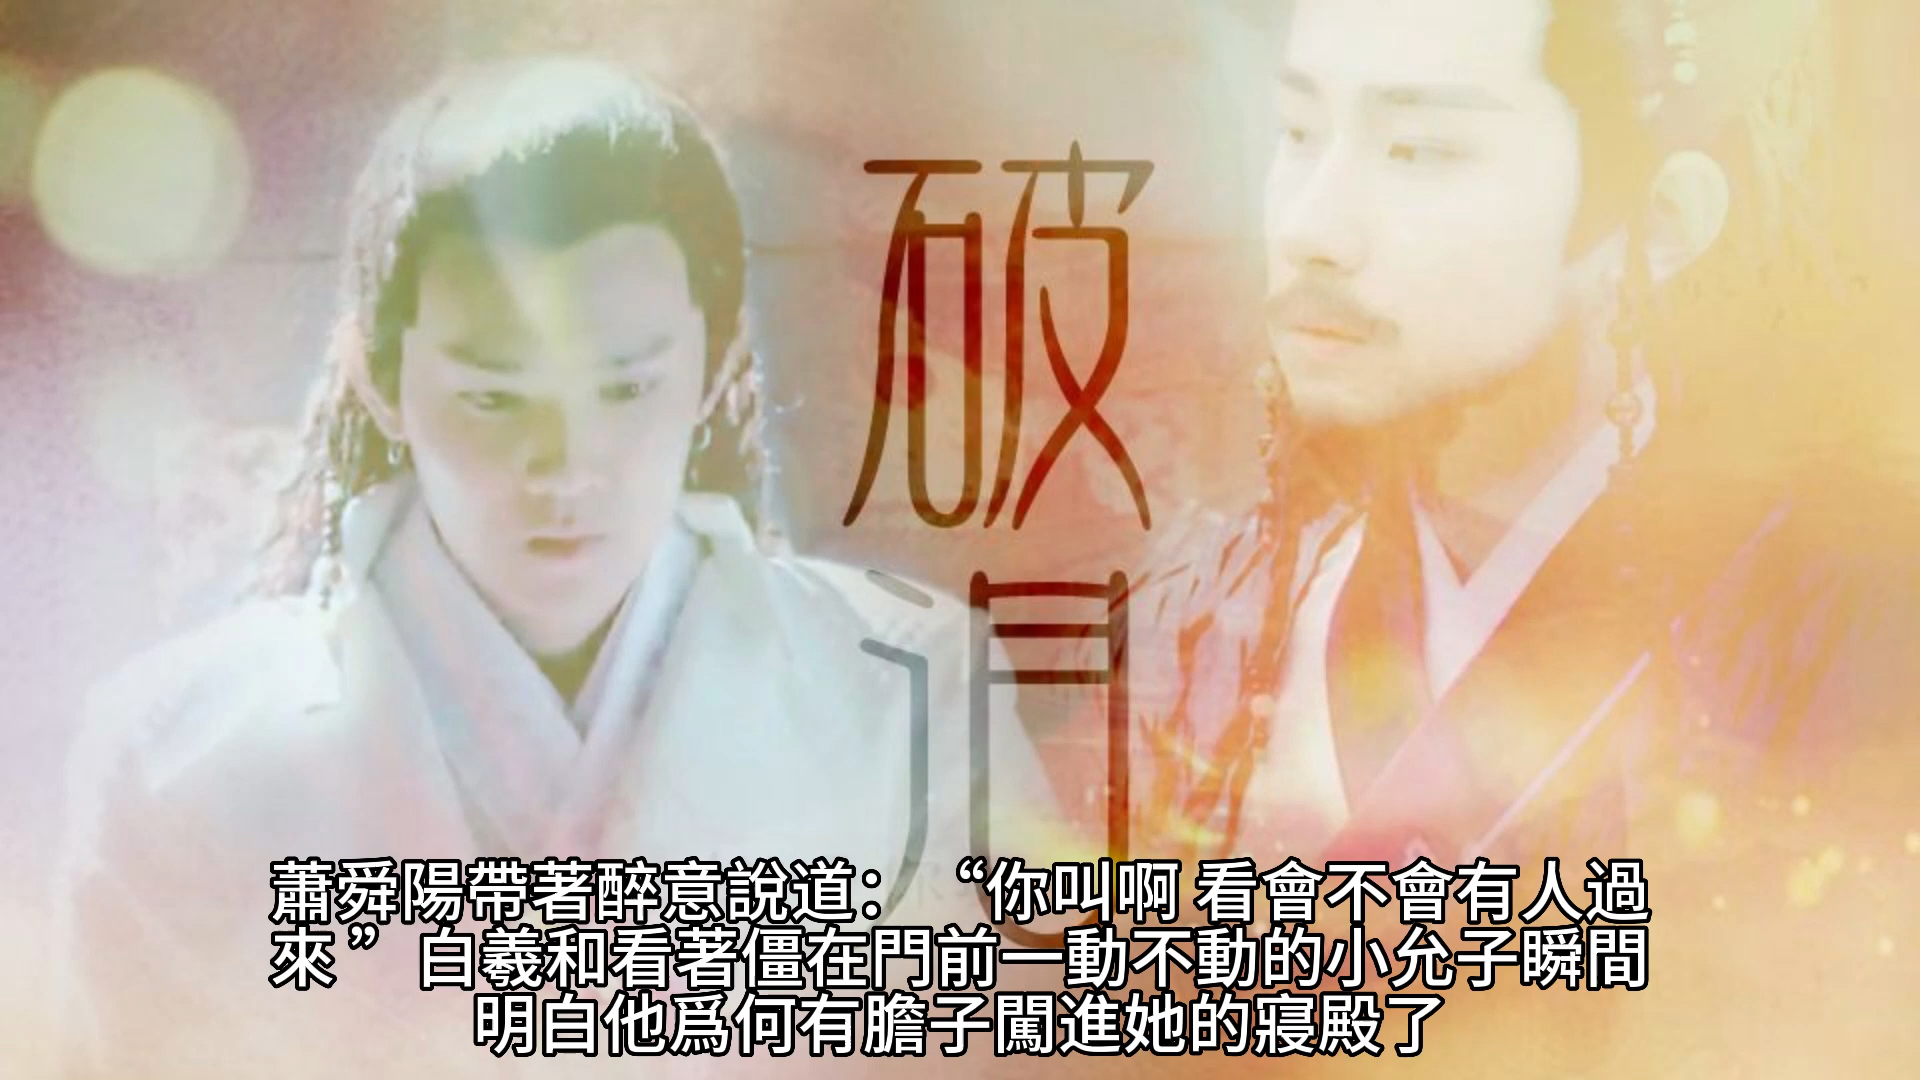 破
蕭舜陽帶著醉意說道：“你叫啊 看會不會有人過
來” 白羲和看著僵在門前一動不動的小允子瞬間
明白他爲何有膽子闖進她的寢殿了